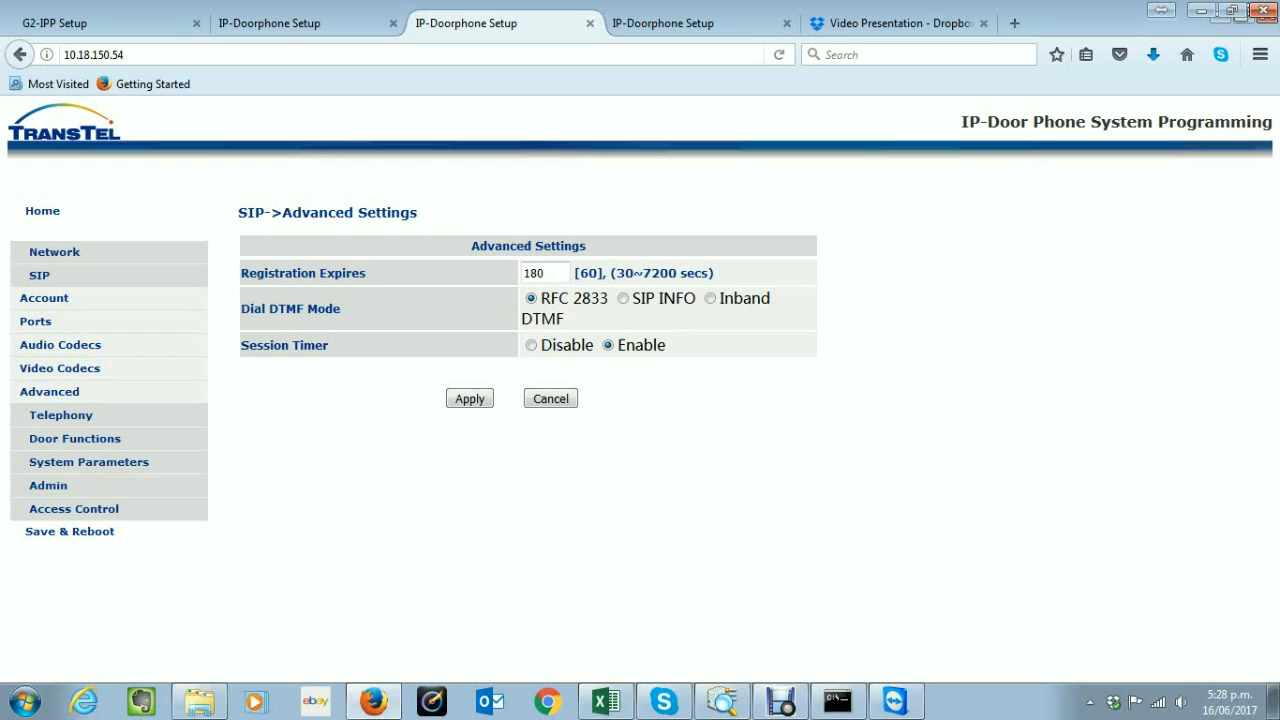 G2-IPP Setup
IP-Doorphone Setup
IP-Doorphone Setup
IP-Doorphone Setup
Video Presentation - Dropbo
10.18.150.54
Search
Most Visited
Getting Started
TRANSTEL
IP-Door Phone System Programming
Home
Network
SIP
Account
Ports
Audio Codecs
Video Codecs
Advanced
Telephony
Door Functions
System Parameters
Admin
Access Control
Save & Reboot
SIP->Advanced Settings
Advanced Settings
Registration Expires 180 [60], (30~7200 secs)
Dial DTMF Mode RFC 2833 SIP INFO Inband
DTMF
Session Timer Disable Enable
Apply Cancel
ebay
5:28 p.m.
16/06/2017